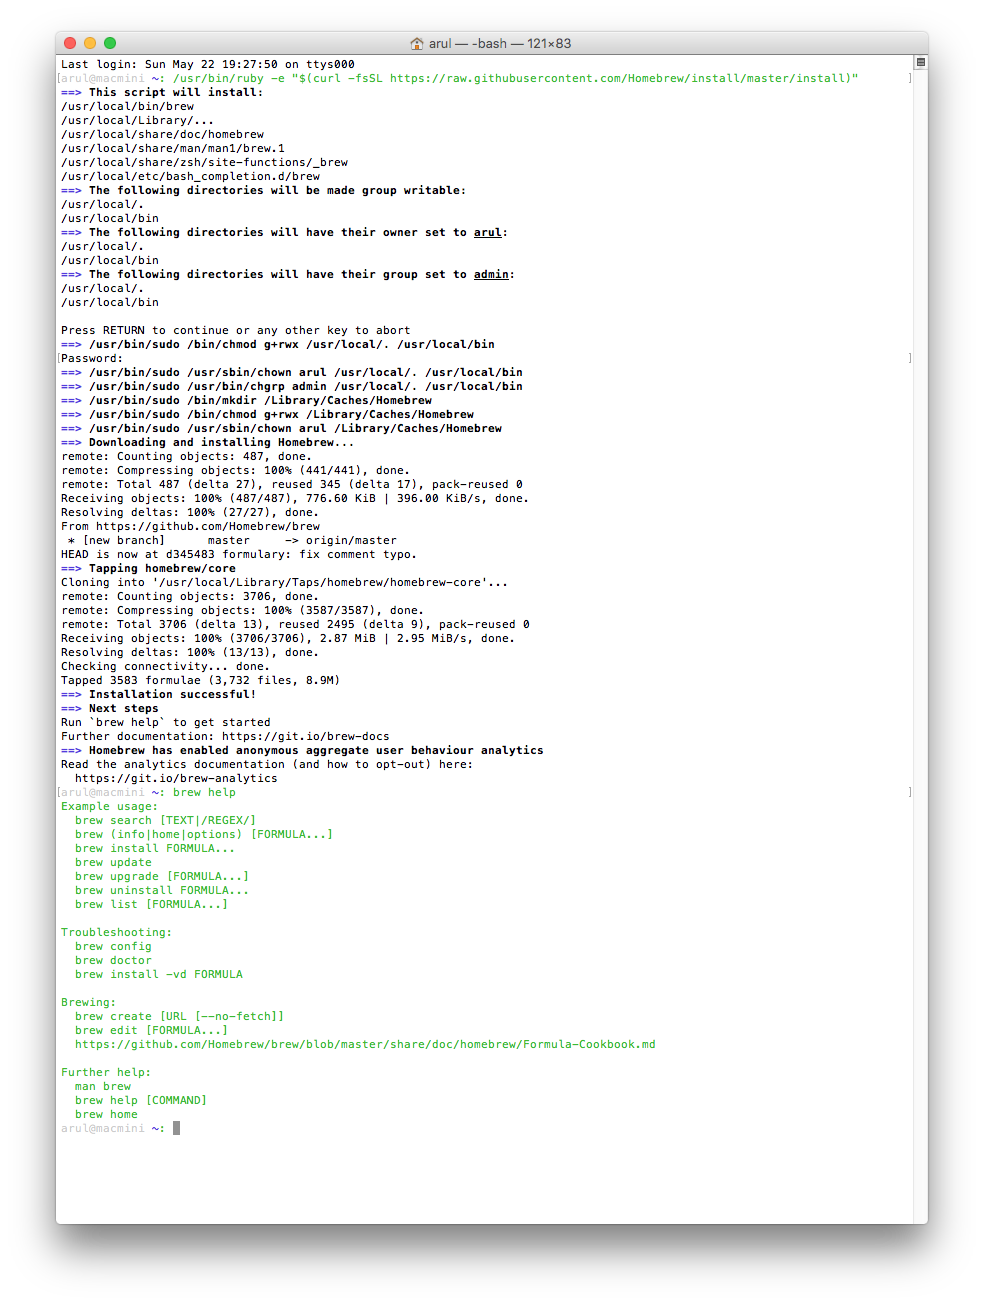 arul — -bash — 121×83
Last login: Sun May 22 19:27:50 on ttys000
[arul@macmini ~: /usr/bin/ruby -e "$(curl -fsSL https://raw.githubusercontent.com/Homebrew/install/master/install)" ]
==> This script will install:
/usr/local/bin/brew
/usr/local/Library/...
/usr/local/share/doc/homebrew
/usr/local/share/man/man1/brew.1
/usr/local/share/zsh/site-functions/_brew
/usr/local/etc/bash_completion.d/brew
==> The following directories will be made group writable:
/usr/local/.
/usr/local/bin
==> The following directories will have their owner set to arul:
/usr/local/.
/usr/local/bin
==> The following directories will have their group set to admin:
/usr/local/.
/usr/local/bin

Press RETURN to continue or any other key to abort
==> /usr/bin/sudo /bin/chmod g+rwx /usr/local/. /usr/local/bin
[Password: ]
==> /usr/bin/sudo /usr/sbin/chown arul /usr/local/. /usr/local/bin
==> /usr/bin/sudo /usr/bin/chgrp admin /usr/local/. /usr/local/bin
==> /usr/bin/sudo /bin/mkdir /Library/Caches/Homebrew
==> /usr/bin/sudo /bin/chmod g+rwx /Library/Caches/Homebrew
==> /usr/bin/sudo /usr/sbin/chown arul /Library/Caches/Homebrew
==> Downloading and installing Homebrew...
remote: Counting objects: 487, done.
remote: Compressing objects: 100% (441/441), done.
remote: Total 487 (delta 27), reused 345 (delta 17), pack-reused 0
Receiving objects: 100% (487/487), 776.60 KiB | 396.00 KiB/s, done.
Resolving deltas: 100% (27/27), done.
From https://github.com/Homebrew/brew
 * [new branch]      master     -> origin/master
HEAD is now at d345483 formulary: fix comment typo.
==> Tapping homebrew/core
Cloning into '/usr/local/Library/Taps/homebrew/homebrew-core'...
remote: Counting objects: 3706, done.
remote: Compressing objects: 100% (3587/3587), done.
remote: Total 3706 (delta 13), reused 2495 (delta 9), pack-reused 0
Receiving objects: 100% (3706/3706), 2.87 MiB | 2.95 MiB/s, done.
Resolving deltas: 100% (13/13), done.
Checking connectivity... done.
Tapped 3583 formulae (3,732 files, 8.9M)
==> Installation successful!
==> Next steps
Run `brew help` to get started
Further documentation: https://git.io/brew-docs
==> Homebrew has enabled anonymous aggregate user behaviour analytics
Read the analytics documentation (and how to opt-out) here:
  https://git.io/brew-analytics
[arul@macmini ~: brew help ]
Example usage:
  brew search [TEXT|/REGEX/]
  brew (info|home|options) [FORMULA...]
  brew install FORMULA...
  brew update
  brew upgrade [FORMULA...]
  brew uninstall FORMULA...
  brew list [FORMULA...]

Troubleshooting:
  brew config
  brew doctor
  brew install -vd FORMULA

Brewing:
  brew create [URL [--no-fetch]]
  brew edit [FORMULA...]
  https://github.com/Homebrew/brew/blob/master/share/doc/homebrew/Formula-Cookbook.md

Further help:
  man brew
  brew help [COMMAND]
  brew home
arul@macmini ~: